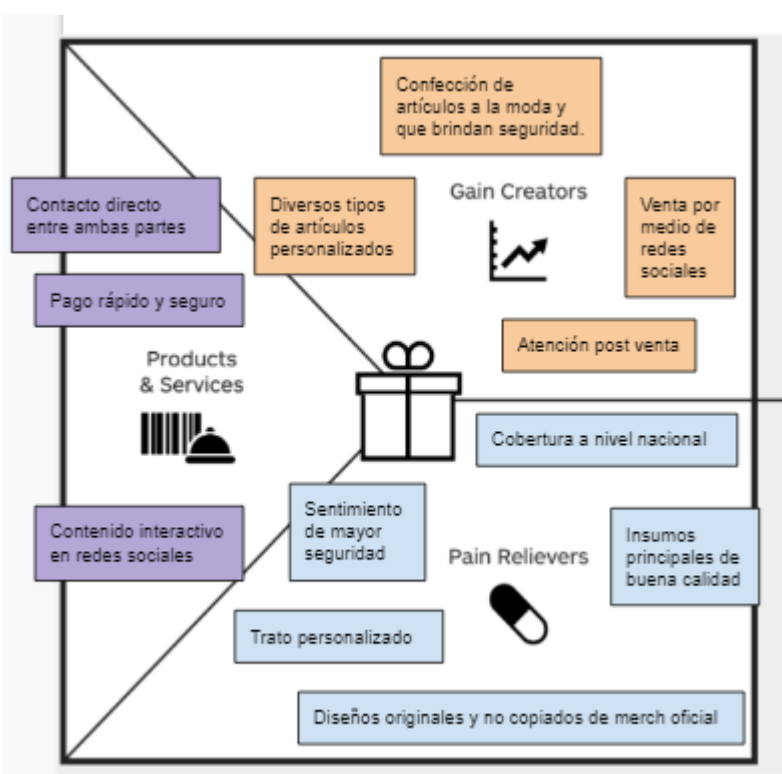 Confección de
artículos a la moda y
que brindan seguridad.
Contacto directo
entre ambas partes
Diversos tipos
de artículos
personalizados
Gain Creators
Venta por
medio de
redes
sociales
Pago rápido y seguro
Atención post venta
Products
& Services
Cobertura a nivel nacional
Contenido interactivo
en redes sociales
Sentimiento
de mayor
seguridad
Pain Relievers
Insumos
principales de
buena calidad
Trato personalizado
Diseños originales y no copiados de merch oficial